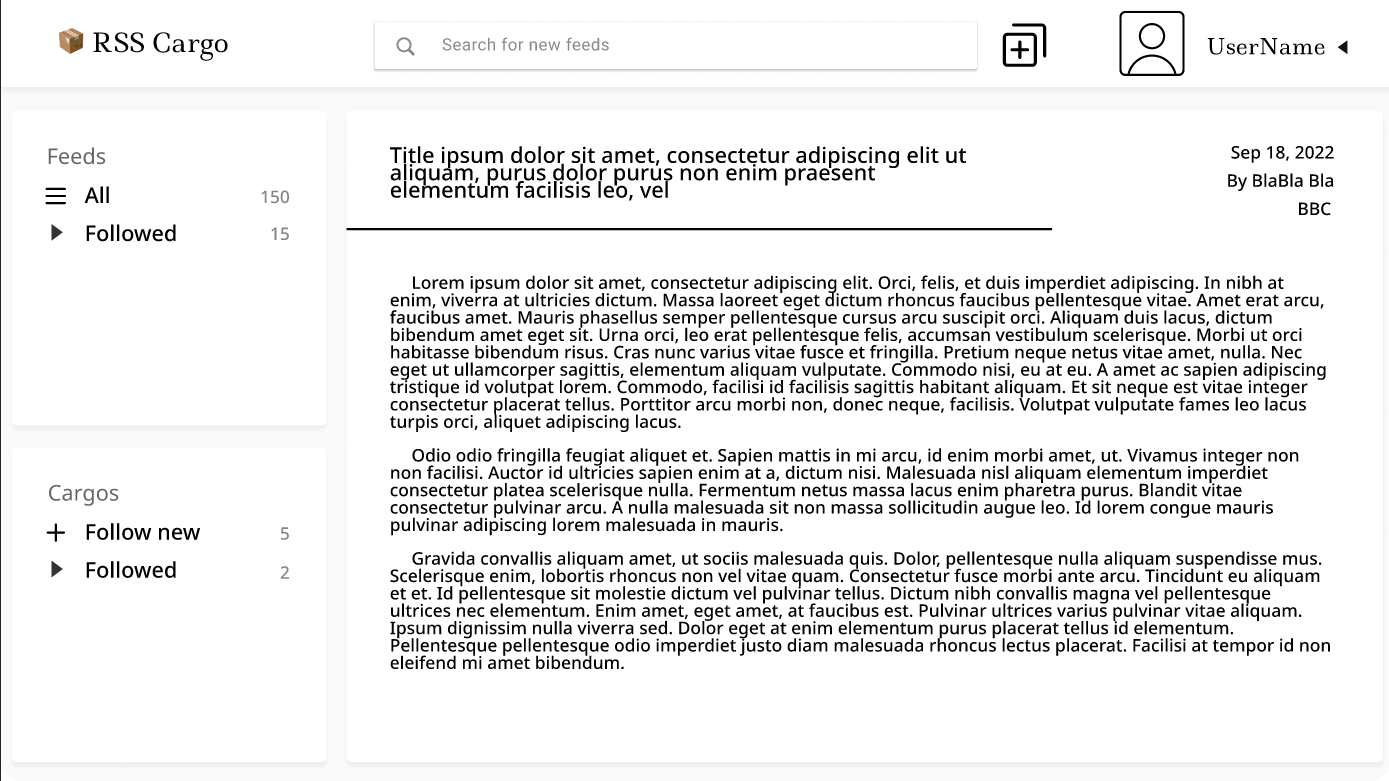 RSS Cargo
Search for new feeds
UserName
Feeds
All 150
Followed 15
Cargos
Follow new 5
Followed 2
Title ipsum dolor sit amet, consectetur adipiscing elit ut
aliquam, purus dolor purus non enim praesent
elementum facilisis leo, vel
Sep 18, 2022
By BlaBla Bla
BBC
Lorem ipsum dolor sit amet, consectetur adipiscing elit. Orci, felis, et duis imperdiet adipiscing. In nibh at
enim, viverra at ultricies dictum. Massa laoreet eget dictum rhoncus faucibus pellentesque vitae. Amet erat arcu,
faucibus amet. Mauris phasellus semper pellentesque cursus arcu suscipit orci. Aliquam duis lacus, dictum
bibendum amet eget sit. Urna orci, leo erat pellentesque felis, accumsan vestibulum scelerisque. Morbi ut orci
habitasse bibendum risus. Cras nunc varius vitae fusce et fringilla. Pretium neque netus vitae amet, nulla. Nec
eget ut ullamcorper sagittis, elementum aliquam vulputate. Commodo nisi, eu at eu. A amet ac sapien adipiscing
tristique id volutpat lorem. Commodo, facilisi id facilisis sagittis habitant aliquam. Et sit neque est vitae integer
consectetur placerat tellus. Porttitor arcu morbi non, donec neque, facilisis. Volutpat vulputate fames leo lacus
turpis orci, aliquet adipiscing lacus.
Odio odio fringilla feugiat aliquet et. Sapien mattis in mi arcu, id enim morbi amet, ut. Vivamus integer non
non facilisi. Auctor id ultricies sapien enim at a, dictum nisi. Malesuada nisl aliquam elementum imperdiet
consectetur platea scelerisque nulla. Fermentum netus massa lacus enim pharetra purus. Blandit vitae
consectetur pulvinar arcu. A nulla malesuada sit non massa sollicitudin augue leo. Id lorem congue mauris
pulvinar adipiscing lorem malesuada in mauris.
Gravida convallis aliquam amet, ut sociis malesuada quis. Dolor, pellentesque nulla aliquam suspendisse mus.
Scelerisque enim, lobortis rhoncus non vel vitae quam. Consectetur fusce morbi ante arcu. Tincidunt eu aliquam
et et. Id pellentesque sit molestie dictum vel pulvinar tellus. Dictum nibh convallis magna vel pellentesque
ultrices nec elementum. Enim amet, eget amet, at faucibus est. Pulvinar ultrices varius pulvinar vitae aliquam.
Ipsum dignissim nulla viverra sed. Dolor eget at enim elementum purus placerat tellus id elementum.
Pellentesque pellentesque odio imperdiet justo diam malesuada rhoncus lectus placerat. Facilisi at tempor id non
eleifend mi amet bibendum.